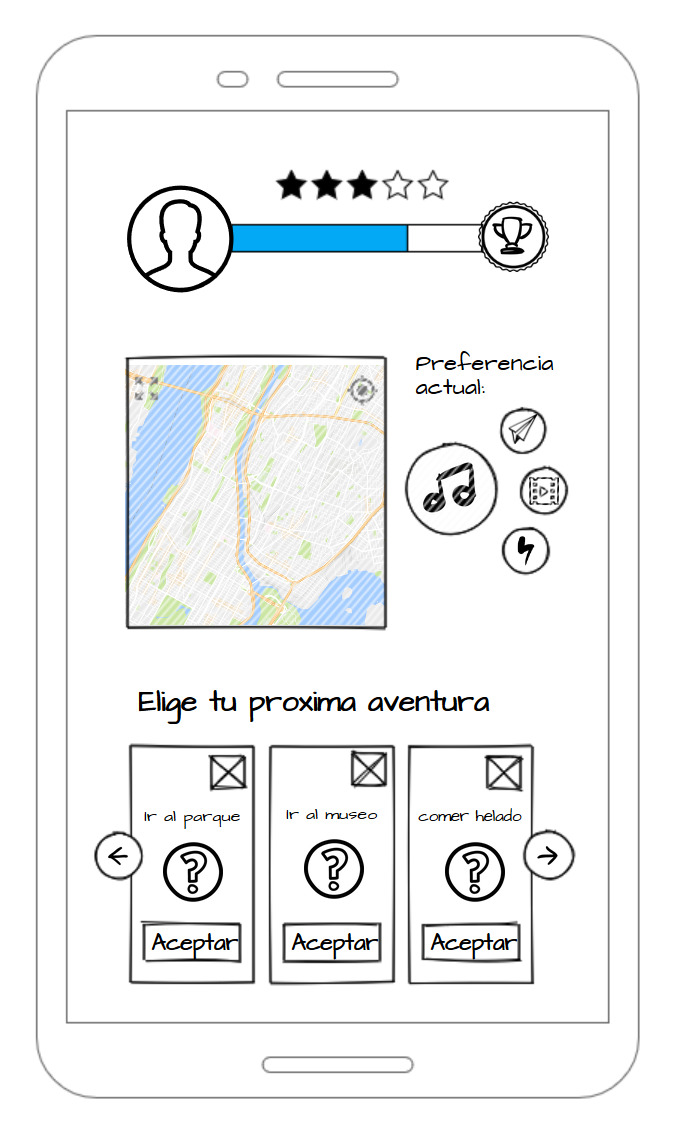 Preferencia
actual:
Elige tu proxima aventura
Ir al parque
Ir al museo
comer helado
Aceptar
Aceptar
Aceptar